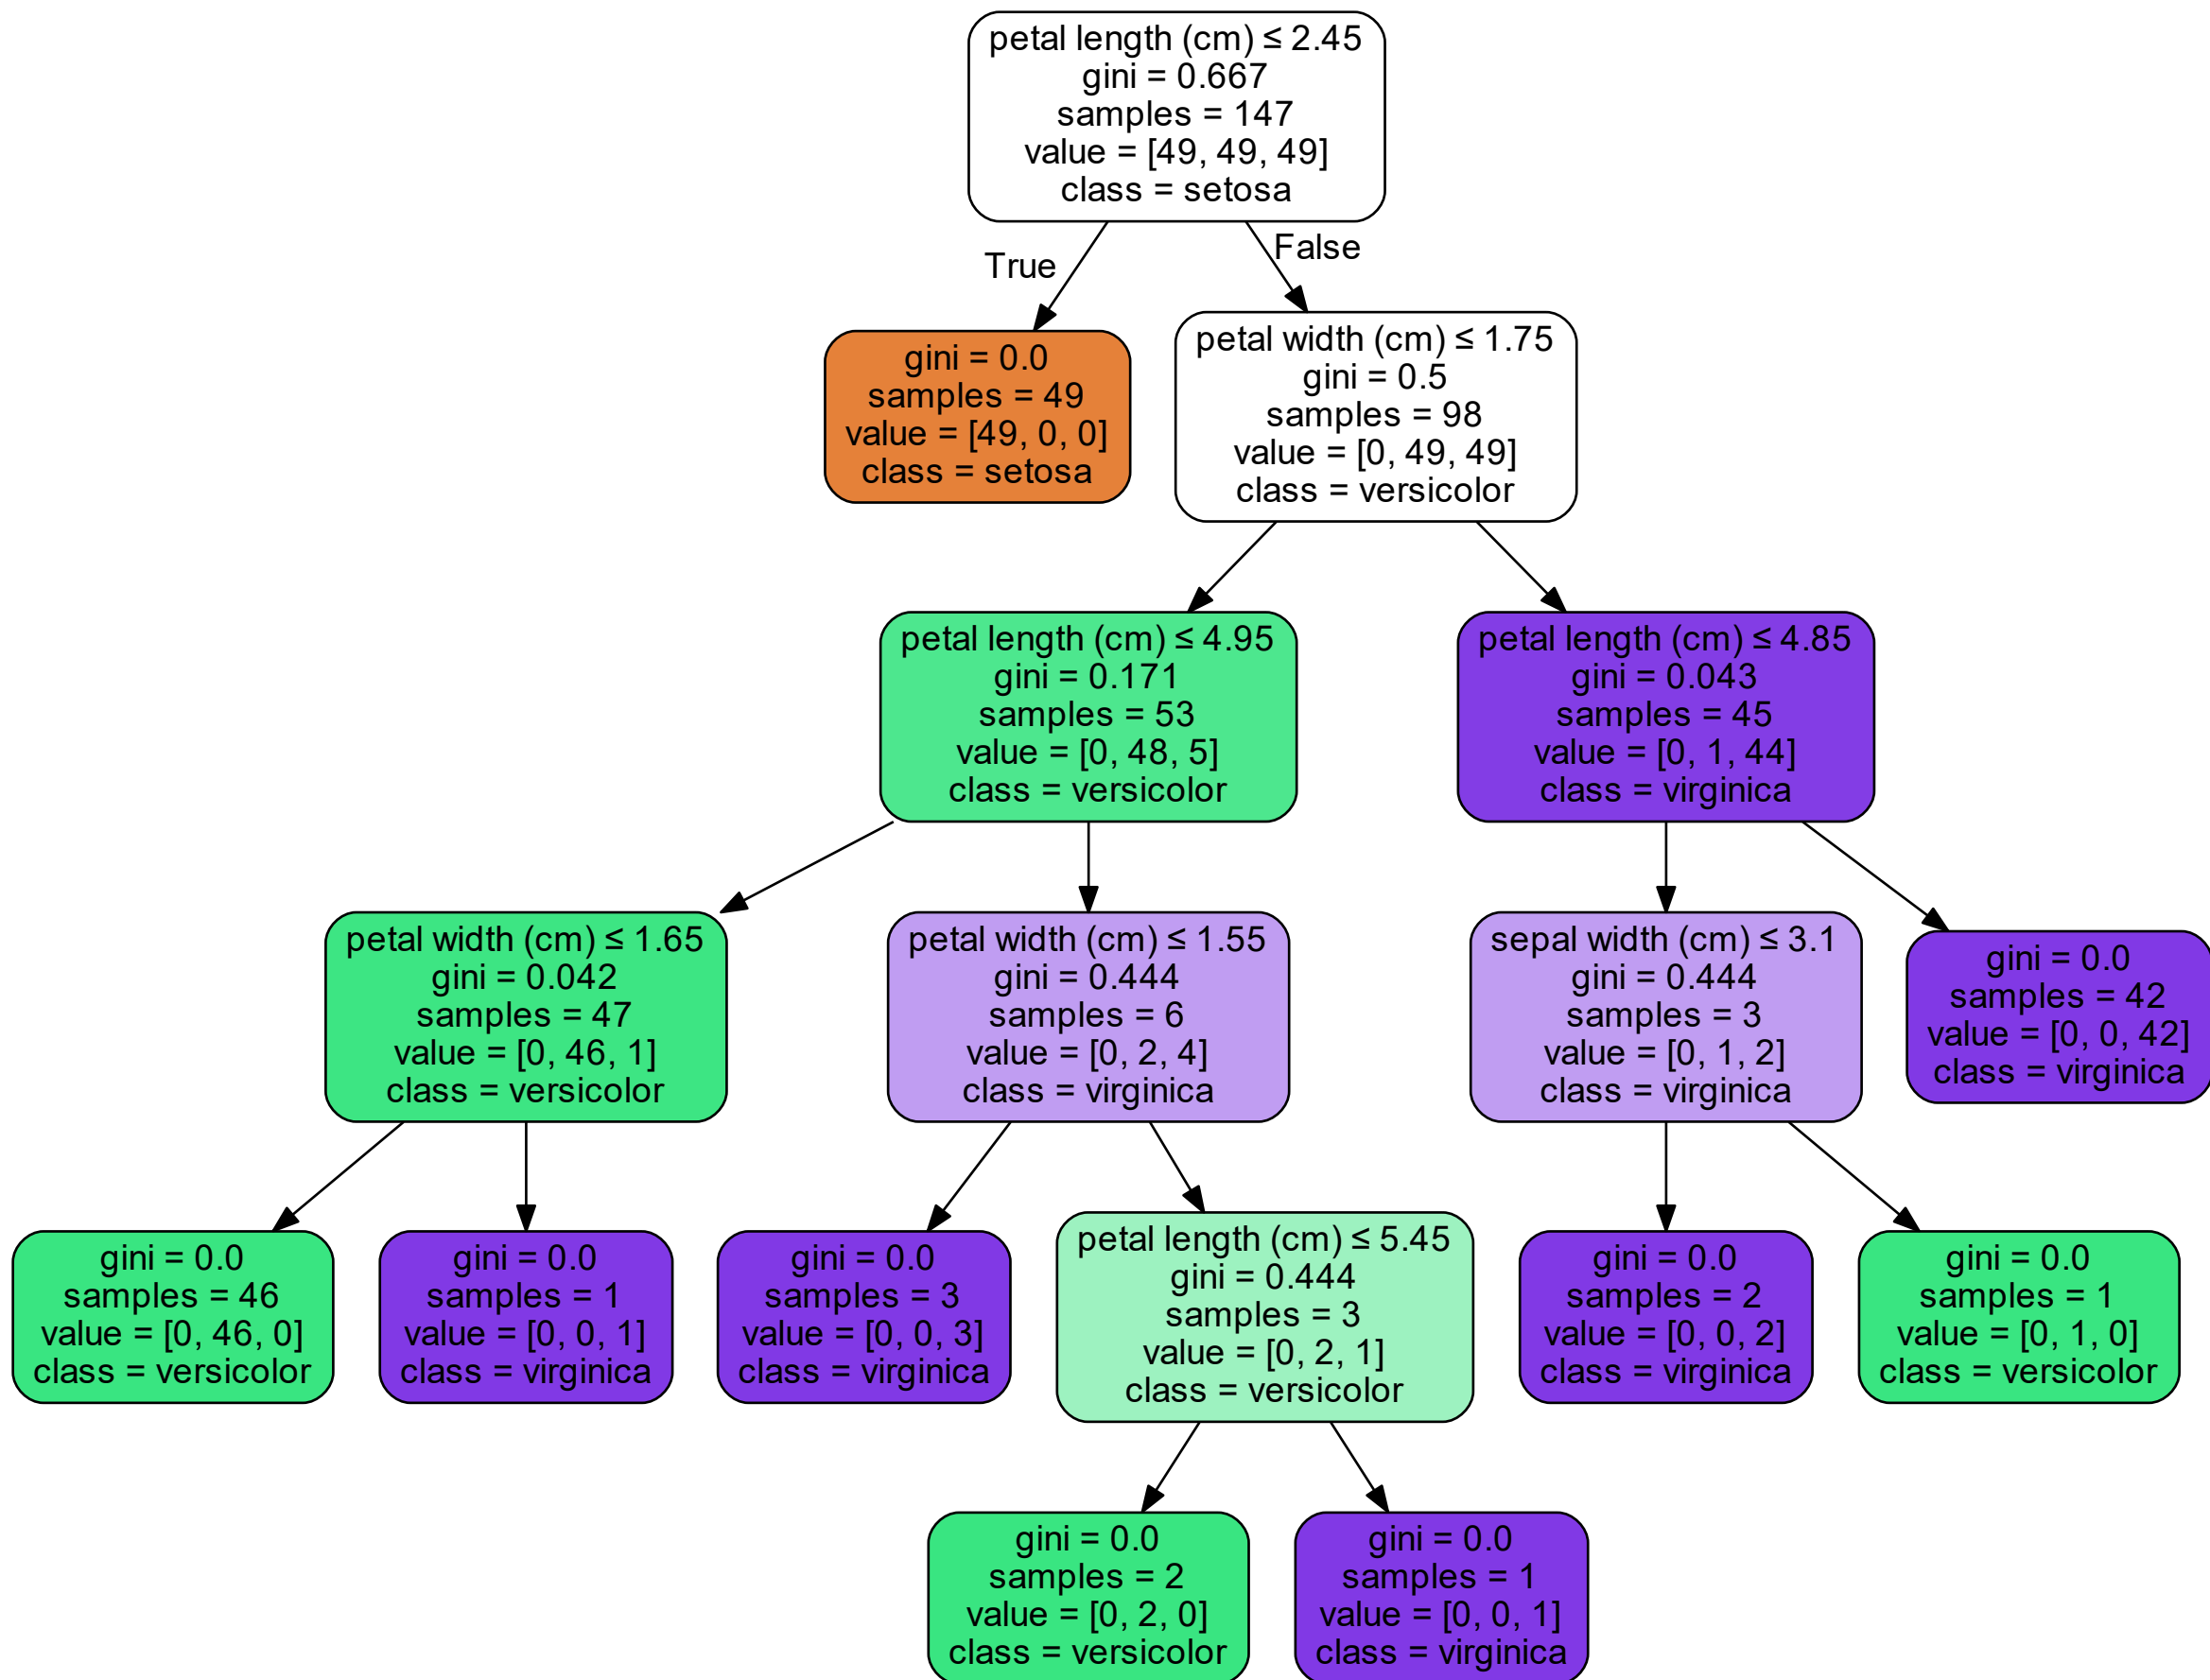 petal length (cm) ≤ 2.45
gini = 0.667
samples = 147
value = [49, 49, 49]
class = setosa
True
False
gini = 0.0
samples = 49
value = [49, 0, 0]
class = setosa
petal width (cm) ≤ 1.75
gini = 0.5
samples = 98
value = [0, 49, 49]
class = versicolor
petal length (cm) ≤ 4.95
gini = 0.171
samples = 53
value = [0, 48, 5]
class = versicolor
petal length (cm) ≤ 4.85
gini = 0.043
samples = 45
value = [0, 1, 44]
class = virginica
petal width (cm) ≤ 1.65
gini = 0.042
samples = 47
value = [0, 46, 1]
class = versicolor
petal width (cm) ≤ 1.55
gini = 0.444
samples = 6
value = [0, 2, 4]
class = virginica
sepal width (cm) ≤ 3.1
gini = 0.444
samples = 3
value = [0, 1, 2]
class = virginica
gini = 0.0
samples = 42
value = [0, 0, 42]
class = virginica
gini = 0.0
samples = 46
value = [0, 46, 0]
class = versicolor
gini = 0.0
samples = 1
value = [0, 0, 1]
class = virginica
gini = 0.0
samples = 3
value = [0, 0, 3]
class = virginica
petal length (cm) ≤ 5.45
gini = 0.444
samples = 3
value = [0, 2, 1]
class = versicolor
gini = 0.0
samples = 2
value = [0, 0, 2]
class = virginica
gini = 0.0
samples = 1
value = [0, 1, 0]
class = versicolor
gini = 0.0
samples = 2
value = [0, 2, 0]
class = versicolor
gini = 0.0
samples = 1
value = [0, 0, 1]
class = virginica